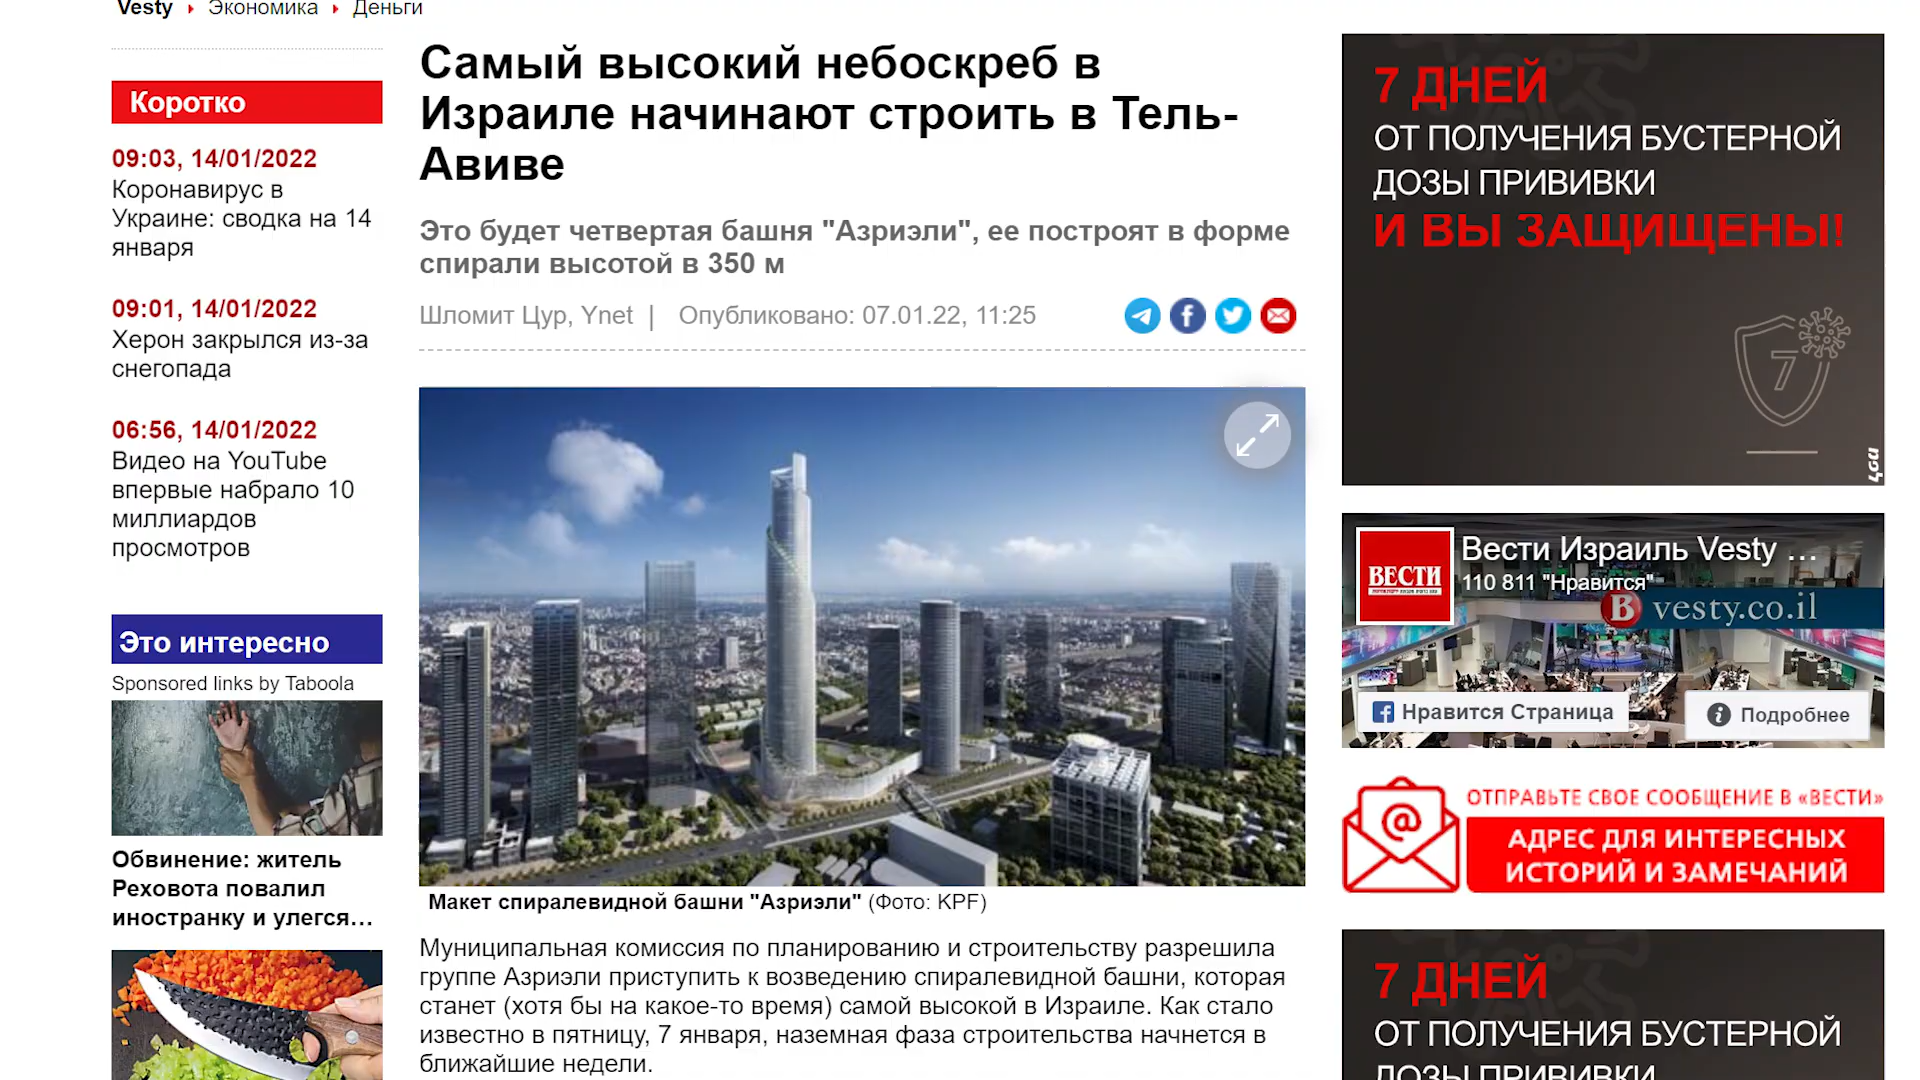 Vesty
Экономика
Деньги
Коротко
09:03, 14/01/2022
Коронавирус в
Украине: сводка на 14
января
09:01, 14/01/2022
Херон закрылся из-за
снегопада
06:56, 14/01/2022
Видео на YouTube
впервые набрало 10
миллиардов
просмотров
Это интересно
Sponsored links by Taboola
Обвинение: житель
Реховота повалил
иностранку и улегся...
Самый высокий небоскреб в
Израиле начинают строить в Тель-
Авиве
Это будет четвертая башня "Азриэли", ее построят в форме
спирали высотой в 350 м
Шломит Цур, Ynet | Опубликовано: 07.01.22, 11:25
Макет спиралевидной башни "Азриэли" (Фото: KPF)
Муниципальная комиссия по планированию и строительству разрешила
группе Азриэли приступить к возведению спиралевидной башни, которая
станет (хотя бы на какое-то время) самой высокой в Израиле. Как стало
известно в пятницу, 7 января, наземная фаза строительства начнется в
ближайшие недели.
7 ДНЕЙ
ОТ ПОЛУЧЕНИЯ БУСТЕРНОЙ
ДОЗЫ ПРИВИВКИ
И ВЫ ЗАЩИЩЕНЫ!
7
Вести Израиль Vesty ...
110 811 "Нравится"
ВЕСТИ
B vesty.co.il
Нравится Страница
Подробнее
ОТПРАВЬТЕ СВОЕ СООБЩЕНИЕ В «ВЕСТИ»
АДРЕС ДЛЯ ИНТЕРЕСНЫХ
ИСТОРИЙ И ЗАМЕЧАНИЙ
7 ДНЕЙ
ОТ ПОЛУЧЕНИЯ БУСТЕРНОЙ
ДОЗЫ ПРИВИВКИ